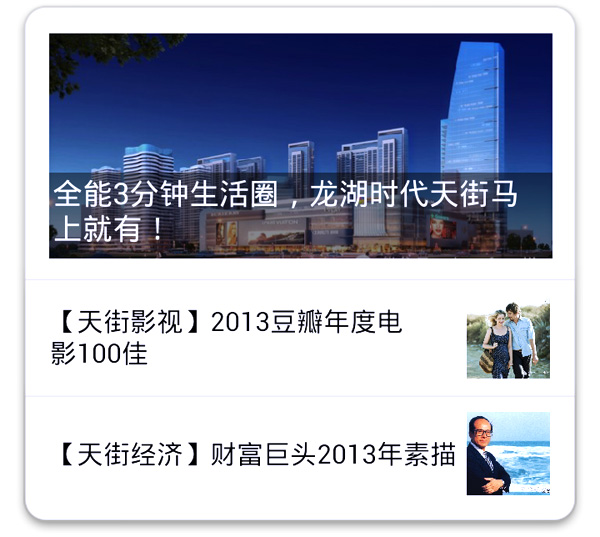 全能3分钟生活圈，龙湖时代天街马
上就有！
【天街影视】2013豆瓣年度电
影100佳
【天街经济】财富巨头2013年素描